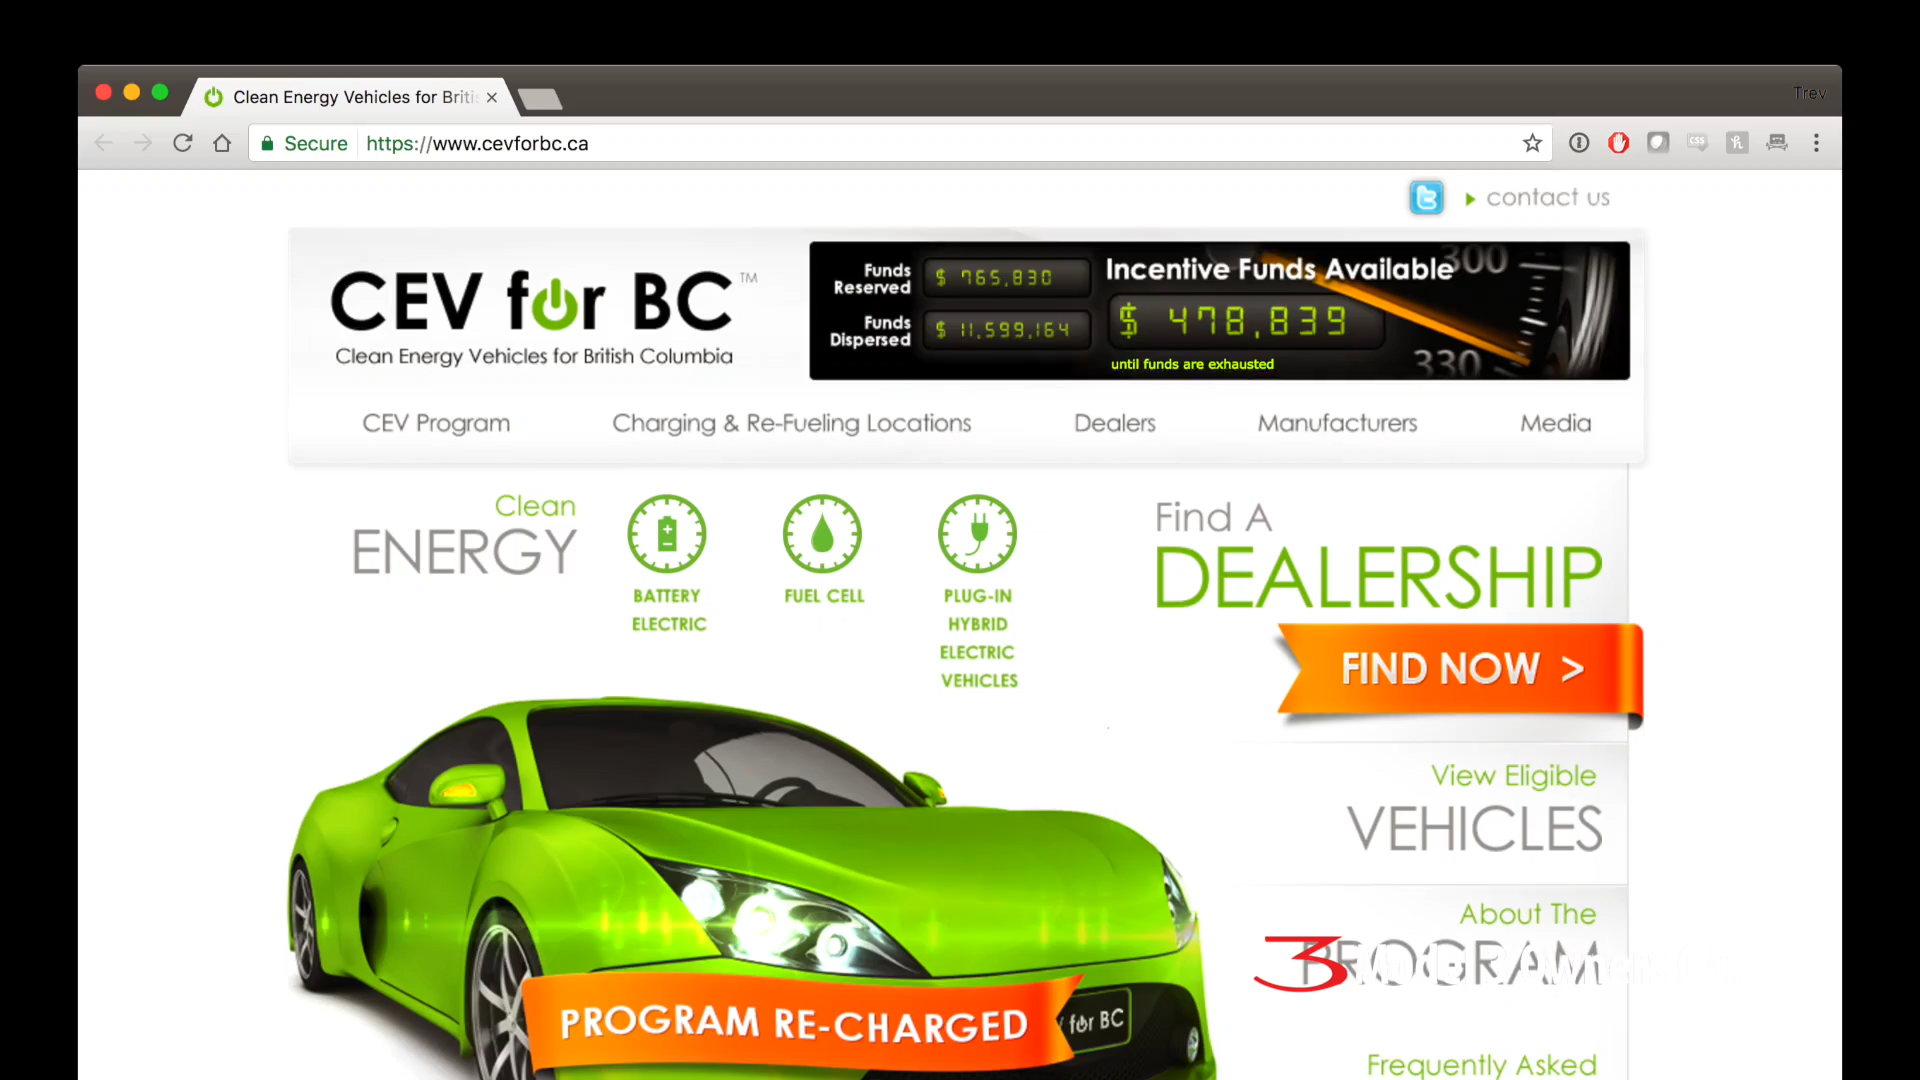 Clean Energy Vehicles for Briti
Trev
Secure
https://www.cevforbc.ca
contact us
CEV for BC™
Clean Energy Vehicles for British Columbia
Funds
Reserved
$ 765,830
Funds
Dispersed
$ 11,599,164
Incentive Funds Available
$ 478,839
until funds are exhausted
300
330
CEV Program
Charging & Re-Fueling Locations
Dealers
Manufacturers
Media
Clean
ENERGY
BATTERY
ELECTRIC
FUEL CELL
PLUG-IN
HYBRID
ELECTRIC
VEHICLES
Find A
DEALERSHIP
FIND NOW >
View Eligible
VEHICLES
About The
PROGRAM
PROGRAM RE-CHARGED
for BC
Frequently Asked